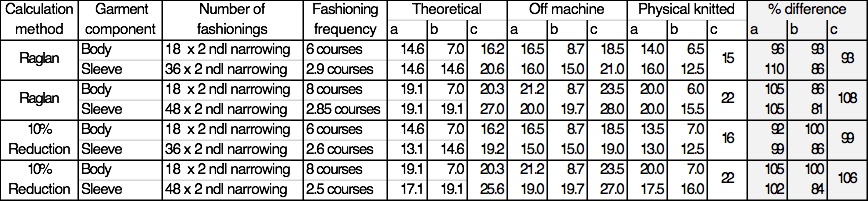 Calculation Garment Number of Fashioning Theoretical Off machine Physical knitted % difference
method component fashionings frequency a b c a b c a b c a b c
Raglan Body 18 x 2 ndl narrowing 6 courses 14.6 7.0 16.2 16.5 8.7 18.5 14.0 6.5 15 96 93 93
Sleeve 36 x 2 ndl narrowing 2.9 courses 14.6 14.6 20.6 16.0 15.0 21.0 16.0 12.5 110 86
Raglan Body 18 x 2 ndl narrowing 8 courses 19.1 7.0 20.3 21.2 8.7 23.5 20.0 6.0 22 105 86 108
Sleeve 48 x 2 ndl narrowing 2.85 courses 19.1 19.1 27.0 20.0 19.7 28.0 20.0 15.5 105 81
10% Body 18 x 2 ndl narrowing 6 courses 14.6 7.0 16.2 16.5 8.7 18.5 13.5 7.0 16 92 100 99
Reduction Sleeve 36 x 2 ndl narrowing 2.6 courses 13.1 14.6 19.2 15.0 15.0 19.0 13.0 12.5 99 86
10% Body 18 x 2 ndl narrowing 8 courses 19.1 7.0 20.3 21.2 8.7 23.5 20.0 7.0 22 105 100 106
Reduction Sleeve 48 x 2 ndl narrowing 2.5 courses 17.1 19.1 25.6 19.0 19.7 27.0 17.5 16.0 102 84